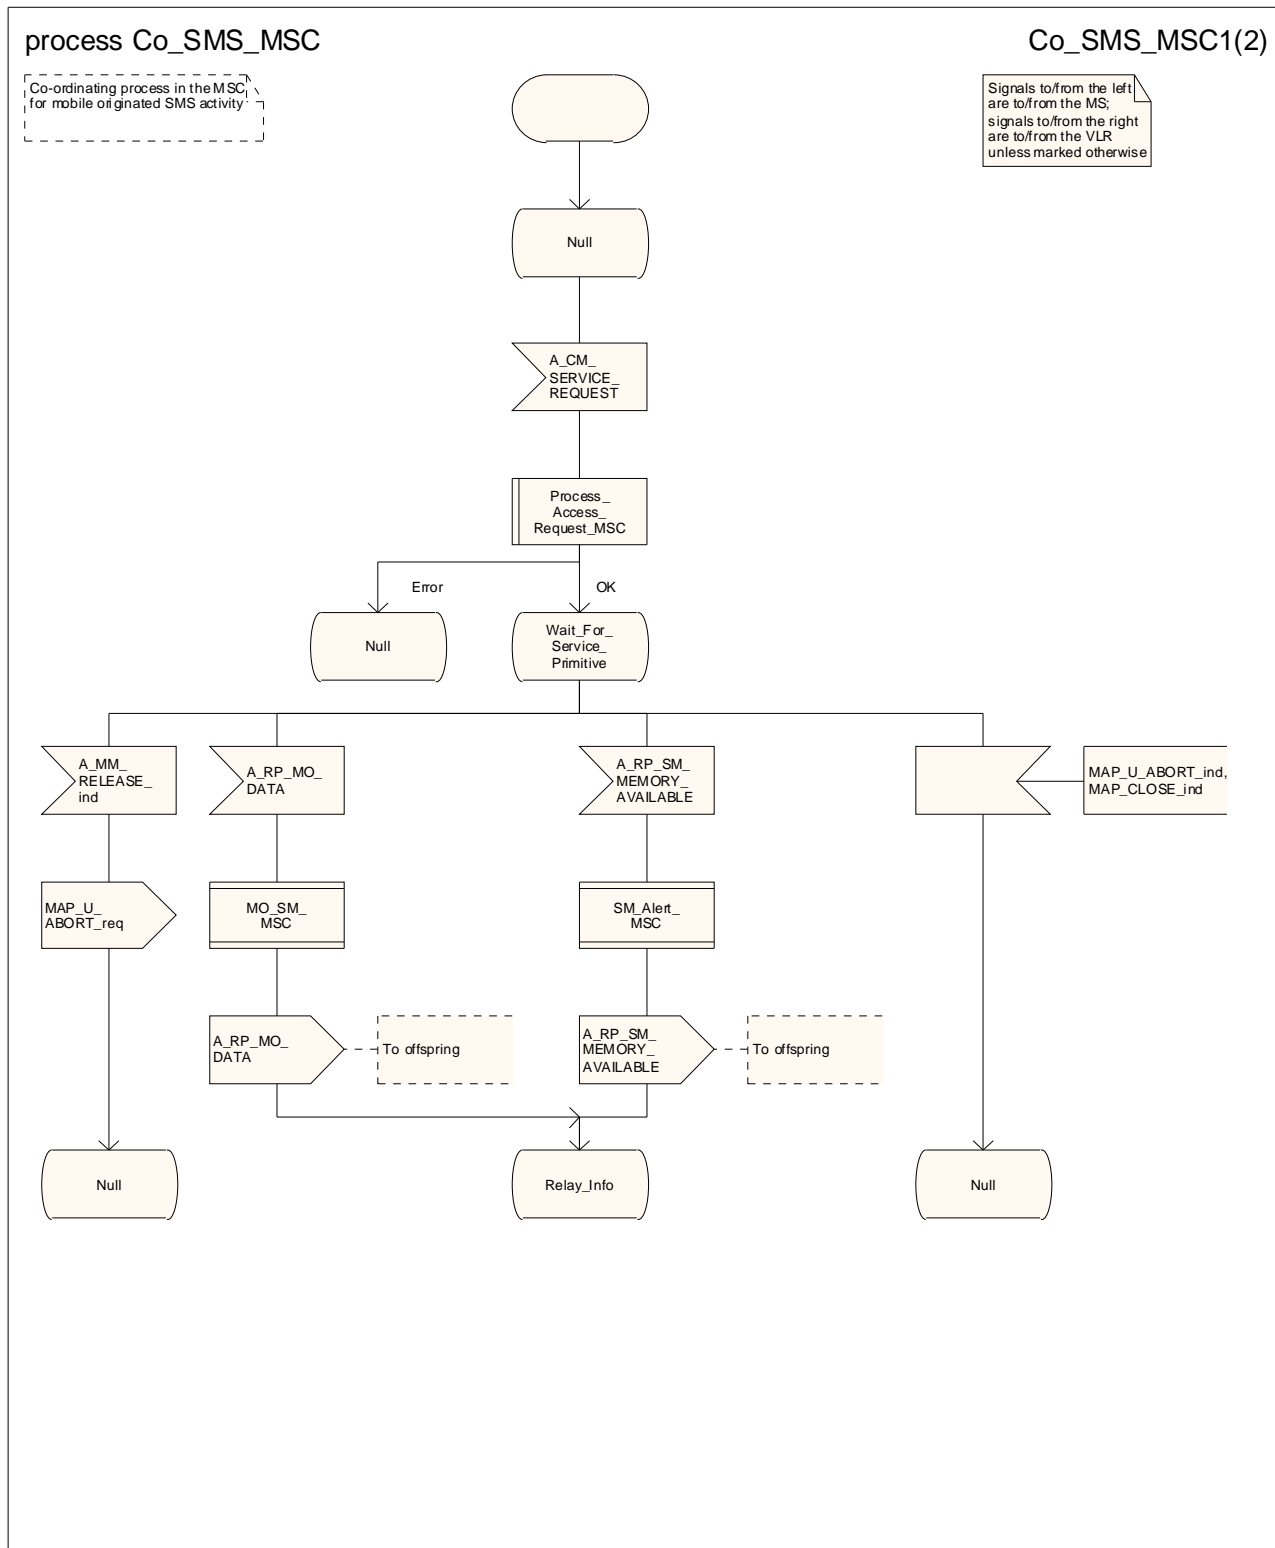 process Co_SMS_MSC
Co_SMS_MSC1(2)
Co-ordinating process in the MSC
for mobile originated SMS activity
Signals to/from the left
are to/from the MS;
signals to/from the right
are to/from the VLR
unless marked otherwise
Null
A_CM_
SERVICE_
REQUEST
Process_
Access_
Request_MSC
Error
OK
Null
Wait_For_
Service_
Primitive
A_MM_
RELEASE_
ind
A_RP_MO_
DATA
A_RP_SM_
MEMORY_
AVAILABLE
MAP_U_ABORT_ind,
MAP_CLOSE_ind
MAP_U_
ABORT_req
MO_SM_
MSC
SM_Alert_
MSC
A_RP_MO_
DATA
To offspring
A_RP_SM_
MEMORY_
AVAILABLE
To offspring
Null
Relay_Info
Null